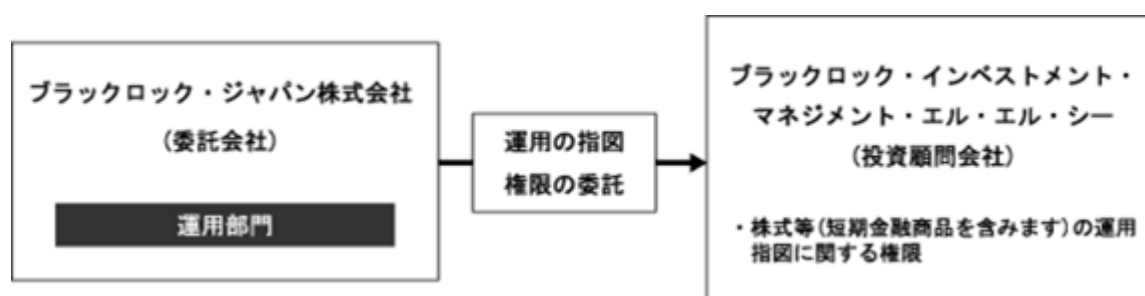 ブラックロック・ジャパン株式会社
(委託会社)
運用部門
運用の指図
権限の委託
ブラックロック・インベストメント・
マネジメント・エル・エル・シー
(投資顧問会社)
・株式等(短期金融商品を含みます)の運用
指図に関する権限